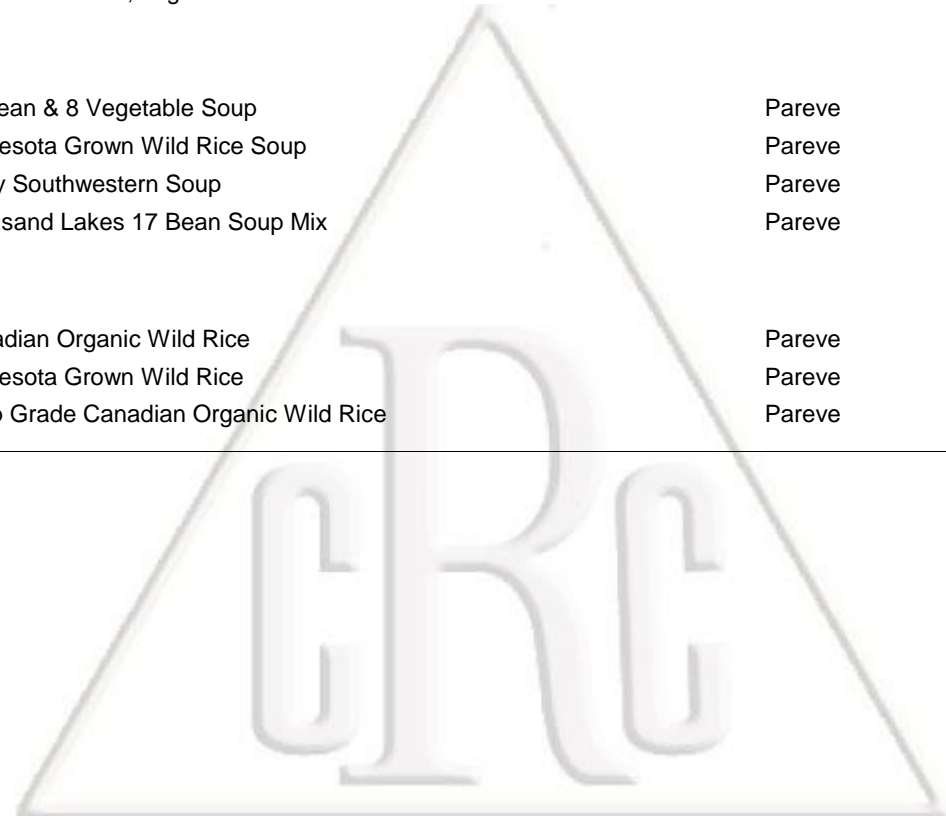 ean & 8 Vegetable Soup Pareve
esota Grown Wild Rice Soup Pareve
y Southwestern Soup Pareve
sand Lakes 17 Bean Soup Mix Pareve
adian Organic Wild Rice Pareve
esota Grown Wild Rice Pareve
o Grade Canadian Organic Wild Rice Pareve
cRc